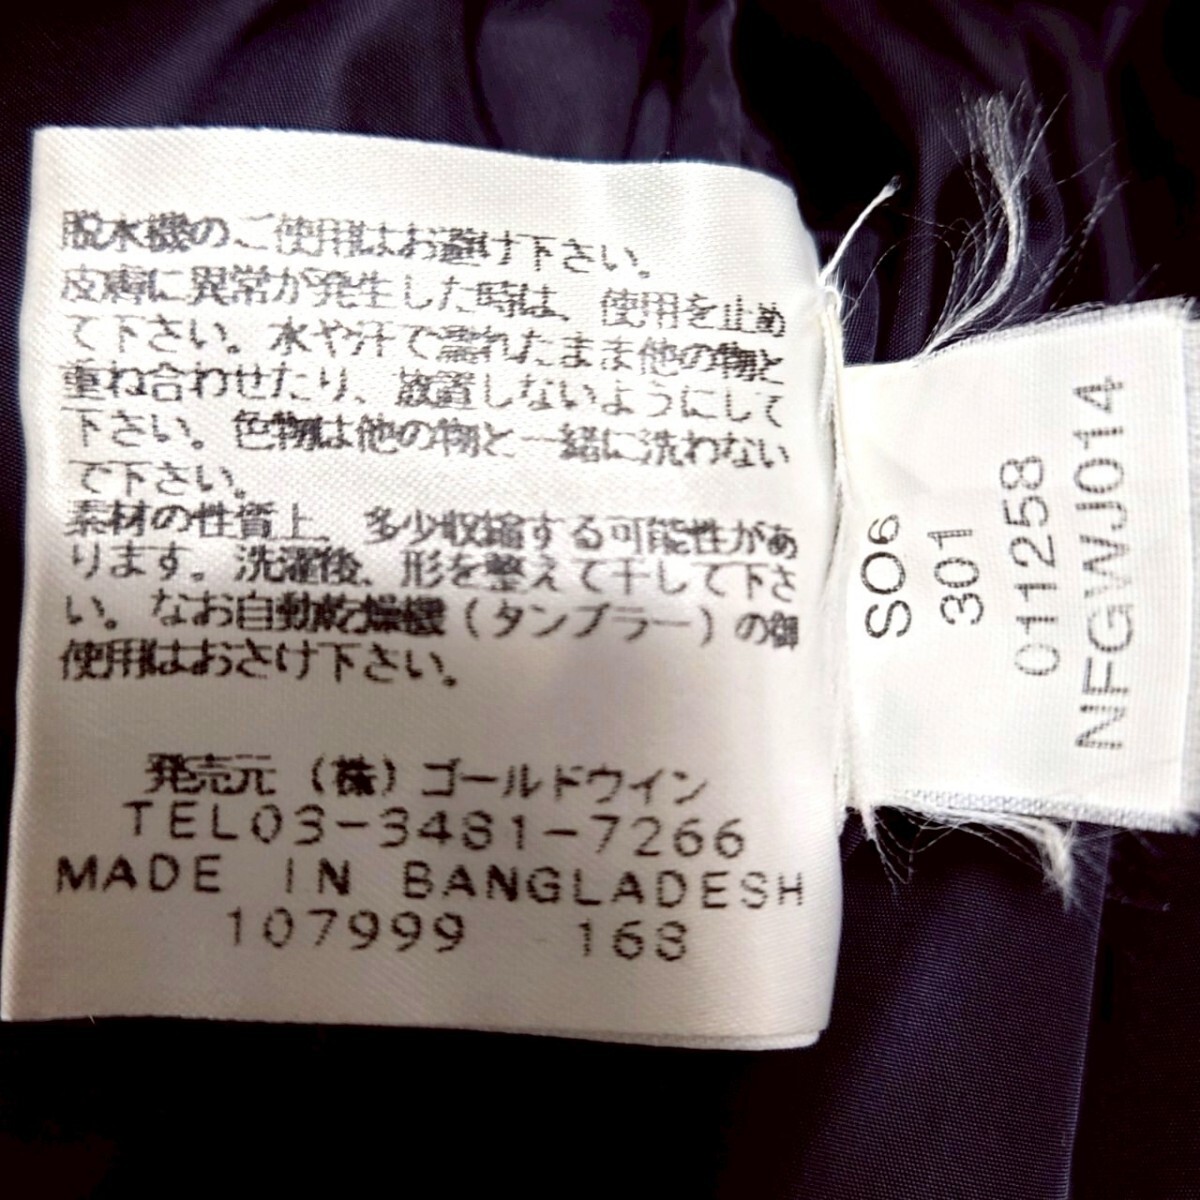 脱水機のご使用はお避け下さい。
皮膚に異常が発生した時は、使用を止め
て下さい。水や汗で濡れたまま他の物と
重ね合わせたり、放置しないようにして
下さい。色物は他の物と一緒に洗わない
で下さい。
素材の性質上、多少収縮する可能性があ
ります。洗濯後、形を整えて干して下さ
い。なお自動乾燥機(タンブラー)の御
使用はおさけ下さい。
発売元(株)ゴールドウイン
TEL03-3481-7266
MADE IN BANGLADESH
107999 168
SO6
301
011258
NFGWJ014